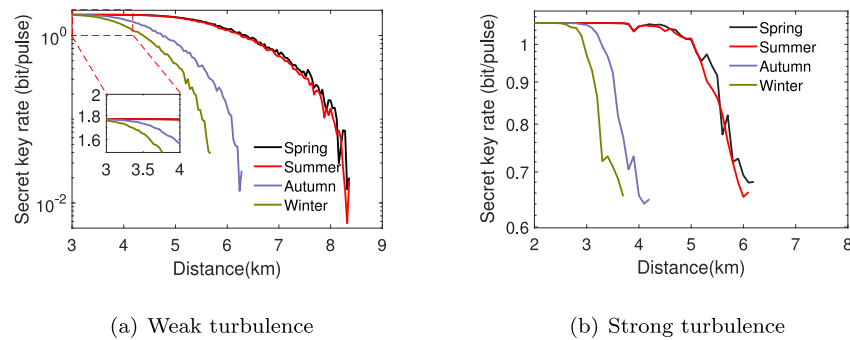 Secret key rate (bit/pulse)
10^0
10^-2
2
1.8
1.6
3 3.5 4
Spring
Summer
Autumn
Winter
3 4 5 6 7 8 9
Distance(km)
(a) Weak turbulence
Secret key rate (bit/pulse)
1
0.9
0.8
0.7
0.6
Spring
Summer
Autumn
Winter
2 3 4 5 6 7 8
Distance(km)
(b) Strong turbulence